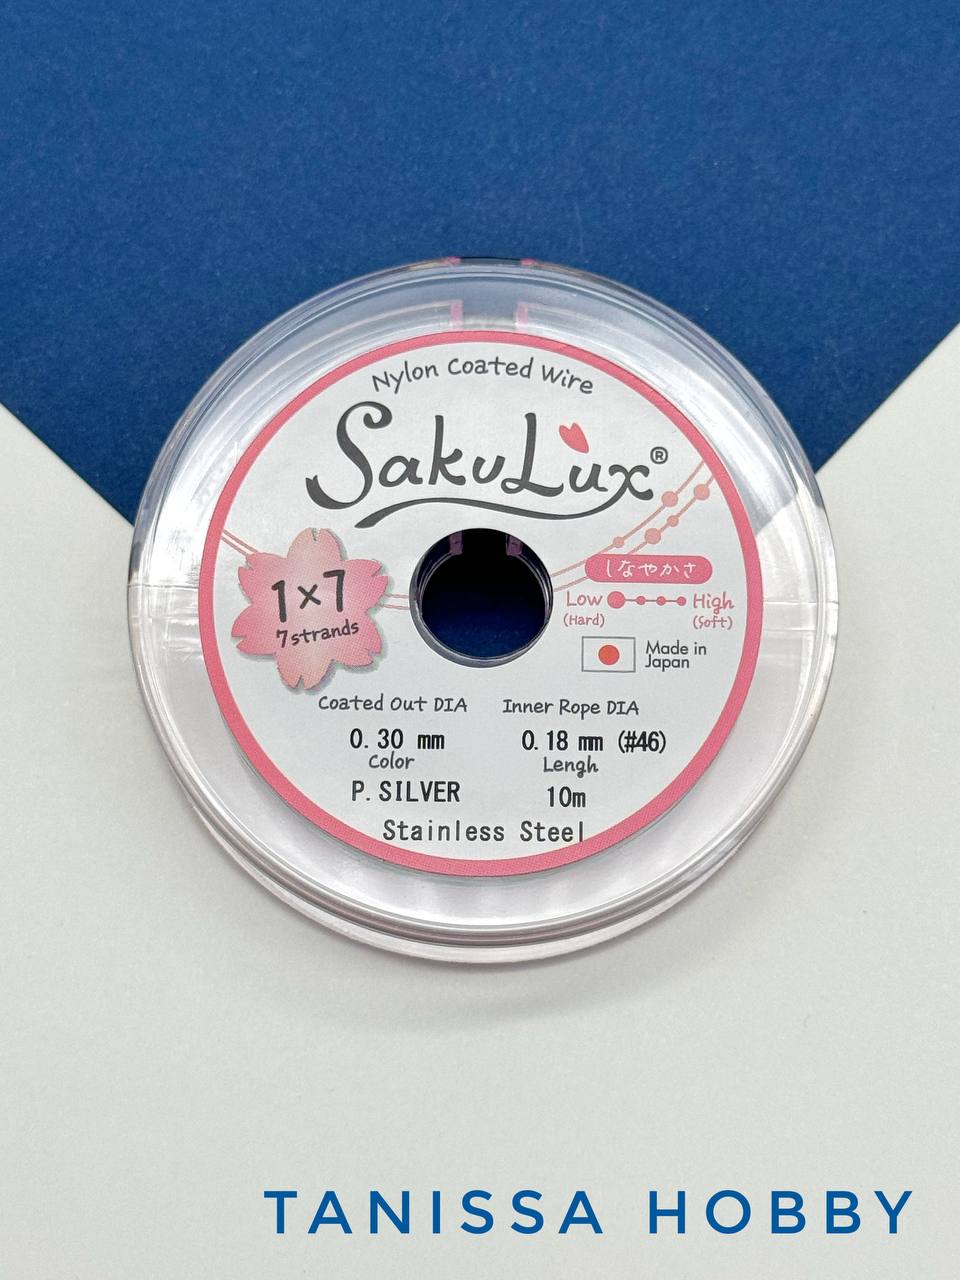 Nylon Coated Wire
SakuLux®
しなやかさ
1×7
7strands
Low High
(Hard) (Soft)
Made in
Japan
Coated Out DIA Inner Rope DIA
0.30 mm 0.18 mm (#46)
Color Lengh
P.SILVER 10m
Stainless Steel
TANISSA HOBBY